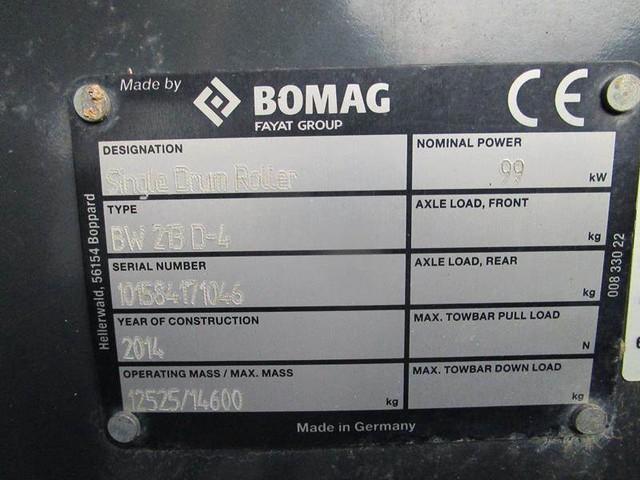 Made by BOMAG
FAYAT GROUP
CE
DESIGNATION
Single Drum Roller
NOMINAL POWER
99 kW
TYPE
BW 213 D-4
AXLE LOAD, FRONT
kg
SERIAL NUMBER
101584171046
AXLE LOAD, REAR
kg
YEAR OF CONSTRUCTION
2014
MAX. TOWBAR PULL LOAD
N
OPERATING MASS / MAX. MASS
12525/14600 kg
MAX. TOWBAR DOWN LOAD
kg
Made in Germany
Hellerwald, 56154 Boppard
008 330 22